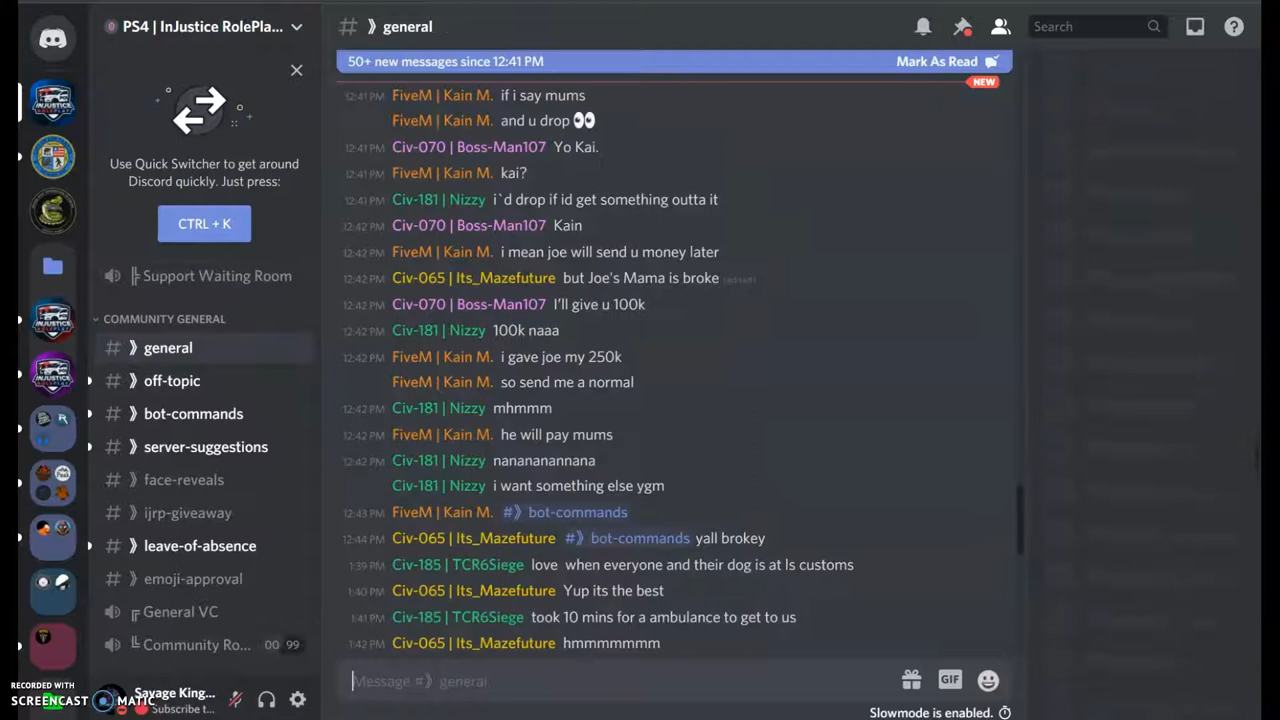 PS4 | InJustice RolePla...
》 general
Search
50+ new messages since 12:41 PM
Mark As Read
NEW
Use Quick Switcher to get around
Discord quickly. Just press:
CTRL + K
Support Waiting Room
COMMUNITY GENERAL
》 general
》 off-topic
》 bot-commands
》 server-suggestions
》 face-reveals
》 ijrp-giveaway
》 leave-of-absence
》 emoji-approval
General VC
Community Ro... 00 99
Savage King...
Subscribe t...
12:41 PM FiveM | Kain M. if i say mums
FiveM | Kain M. and u drop 👀
12:41 PM Civ-070 | Boss-Man107 Yo Kai.
12:41 PM FiveM | Kain M. kai?
12:41 PM Civ-181 | Nizzy i`d drop if id get something outta it
12:42 PM Civ-070 | Boss-Man107 Kain
12:42 PM FiveM | Kain M. i mean joe will send u money later
12:42 PM Civ-065 | Its_Mazefuture but Joe's Mama is broke (edited)
12:42 PM Civ-070 | Boss-Man107 I'll give u 100k
12:42 PM Civ-181 | Nizzy 100k naaa
12:42 PM FiveM | Kain M. i gave joe my 250k
FiveM | Kain M. so send me a normal
12:42 PM Civ-181 | Nizzy mhmmm
12:42 PM FiveM | Kain M. he will pay mums
12:42 PM Civ-181 | Nizzy nanananannana
Civ-181 | Nizzy i want something else ygm
12:43 PM FiveM | Kain M. #》 bot-commands
12:44 PM Civ-065 | Its_Mazefuture #》 bot-commands yall brokey
1:39 PM Civ-185 | TCR6Siege love when everyone and their dog is at ls customs
1:40 PM Civ-065 | Its_Mazefuture Yup its the best
1:41 PM Civ-185 | TCR6Siege took 10 mins for a ambulance to get to us
1:42 PM Civ-065 | Its_Mazefuture hmmmmmmm
Message #》 general
GIF
Slowmode is enabled.
RECORDED WITH
SCREENCAST MATIC